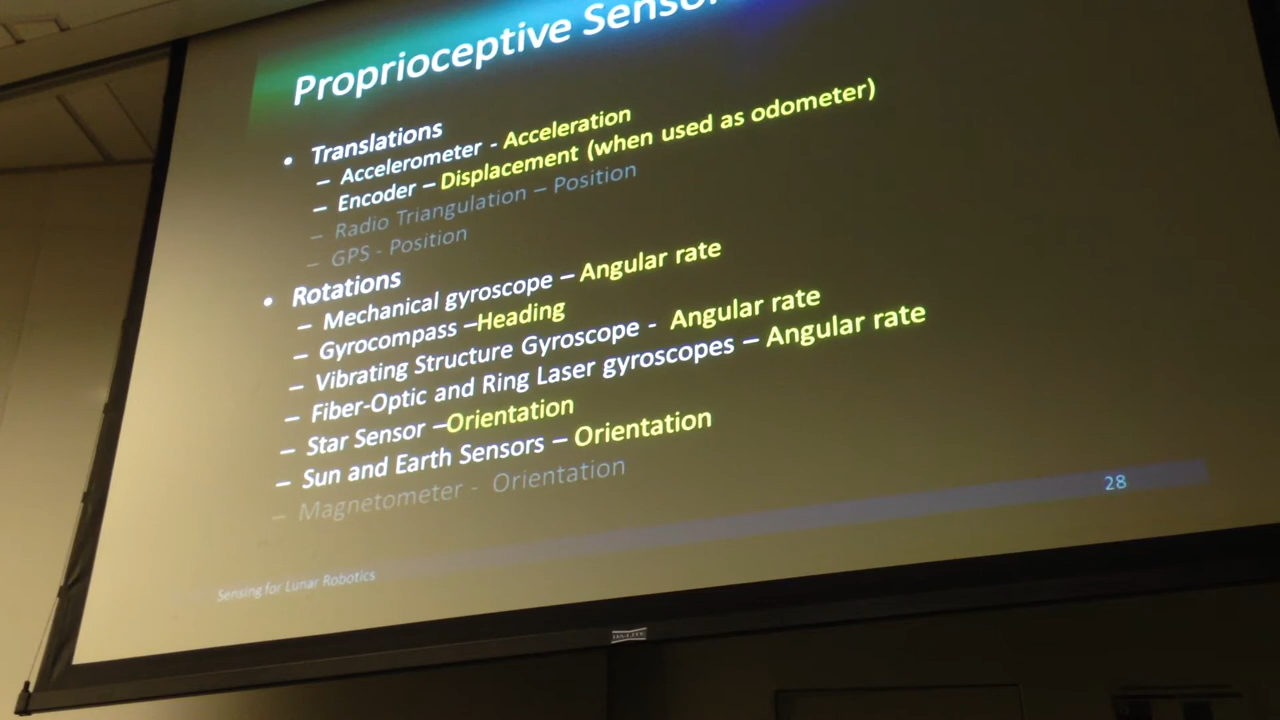 Proprioceptive
• Translations
– Accelerometer - Acceleration
– Encoder – Displacement (when used as odometer)
– Radio Triangulation – Position
– GPS - Position
• Rotations
– Mechanical gyroscope – Angular rate
– Gyrocompass –Heading
– Vibrating Structure Gyroscope - Angular rate
– Fiber-Optic and Ring Laser gyroscopes – Angular rate
– Star Sensor –Orientation
– Sun and Earth Sensors – Orientation
– Magnetometer - Orientation
28
Sensing for Lunar Robotics
DA-LITE